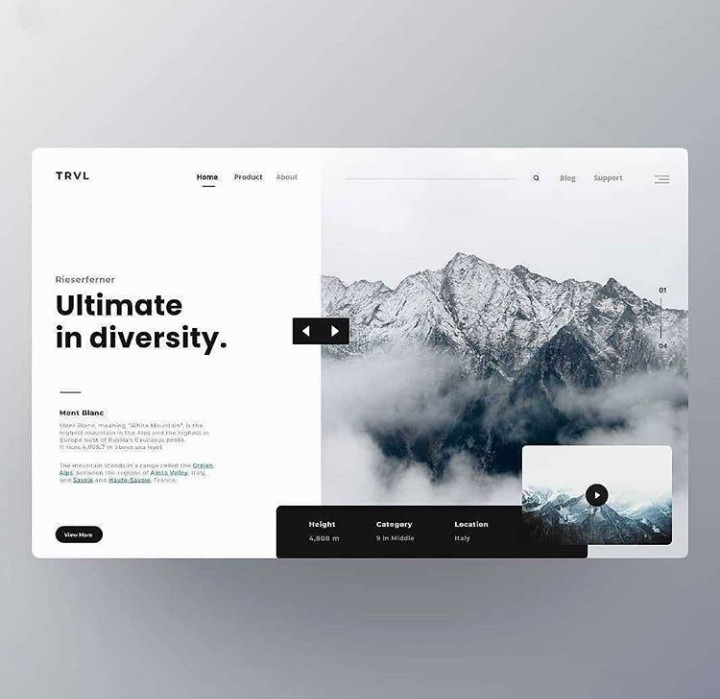 TRVL
Home Product About
Blog Support
Rieserferner
Ultimate
in diversity.
01
04
Mont Blanc
Mont Blanc, meaning "White Mountain", is the
highest mountain in the Alps and the highest in
Europe west of Russia's Caucasus peaks.
It rises 4,808.7 m above sea level
The mountain stands in a range called the Graian
Alps, between the regions of Aosta Valley, Italy,
and Savoie and Haute-Savoie, France.
View More
Height Category Location
4,808 m 9 in Middle Italy